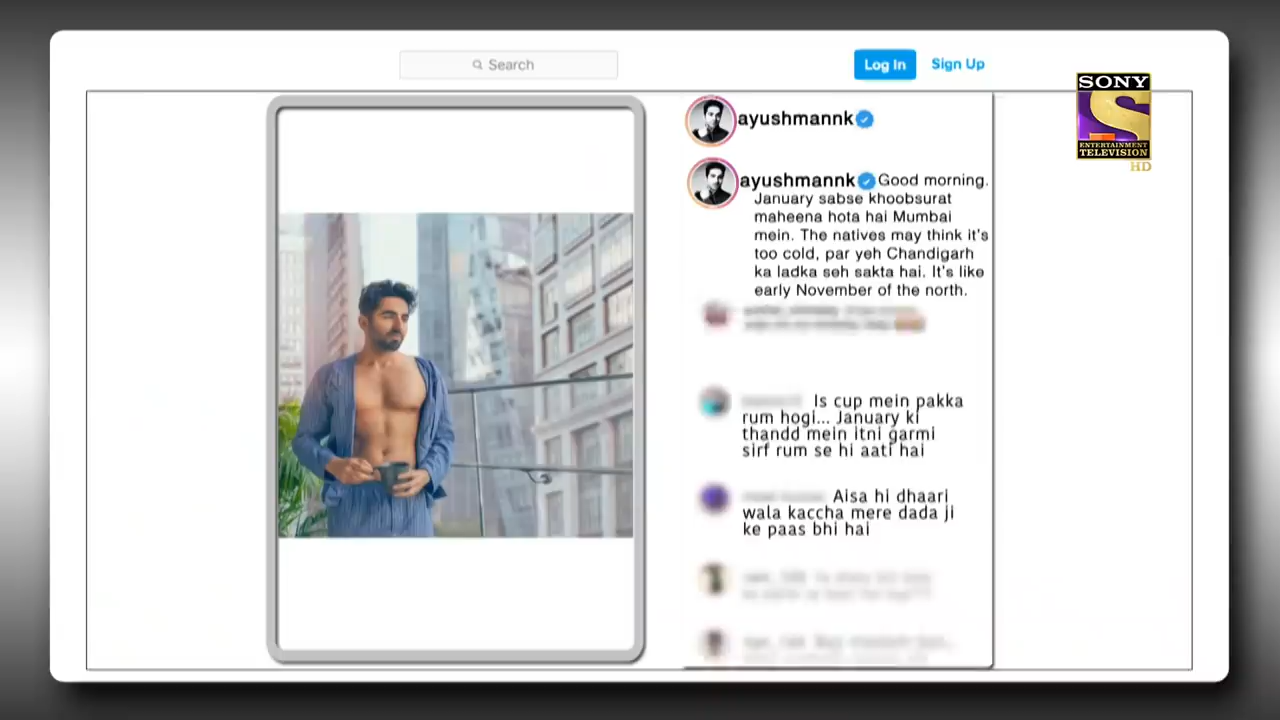 Search
Log In
Sign Up
SONY
S
ENTERTAINMENT
TELEVISION
HD
ayushmannk
ayushmannk Good morning.
January sabse khoobsurat
maheena hota hai Mumbai
mein. The natives may think it's
too cold, par yeh Chandigarh
ka ladka seh sakta hai. It's like
early November of the north.
Is cup mein pakka
rum hogi... January ki
thandd mein itni garmi
sirf rum se hi aati hai
Aisa hi dhaari
wala kaccha mere dada ji
ke paas bhi hai